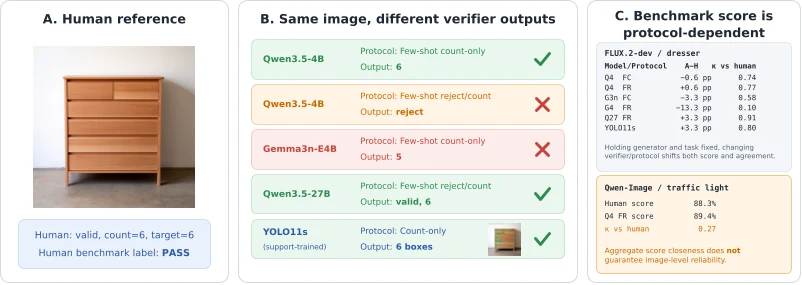 A. Human reference
Human: valid, count=6, target=6
Human benchmark label: PASS
B. Same image, different verifier outputs
Qwen3.5-4B
Protocol: Few-shot count-only
Output: 6
Qwen3.5-4B
Protocol: Few-shot reject/count
Output: reject
Gemma3n-E4B
Protocol: Few-shot count-only
Output: 5
Qwen3.5-27B
Protocol: Few-shot reject/count
Output: valid, 6
YOLO11s
(support-trained)
Protocol: Count-only
Output: 6 boxes
C. Benchmark score is
protocol-dependent
FLUX.2-dev / dresser
Model/Protocol A−H κ vs human
Q4 FC −0.6 pp 0.74
Q4 FR +0.6 pp 0.77
G3n FC −3.3 pp 0.58
G4 FR −13.3 pp 0.10
Q27 FR +3.3 pp 0.91
YOLO11s +3.3 pp 0.80
Holding generator and task fixed, changing
verifier/protocol shifts both score and agreement.
Qwen-Image / traffic light
Human score 88.3%
Q4 FR score 89.4%
κ vs human 0.27
Aggregate score closeness does not
guarantee image-level reliability.